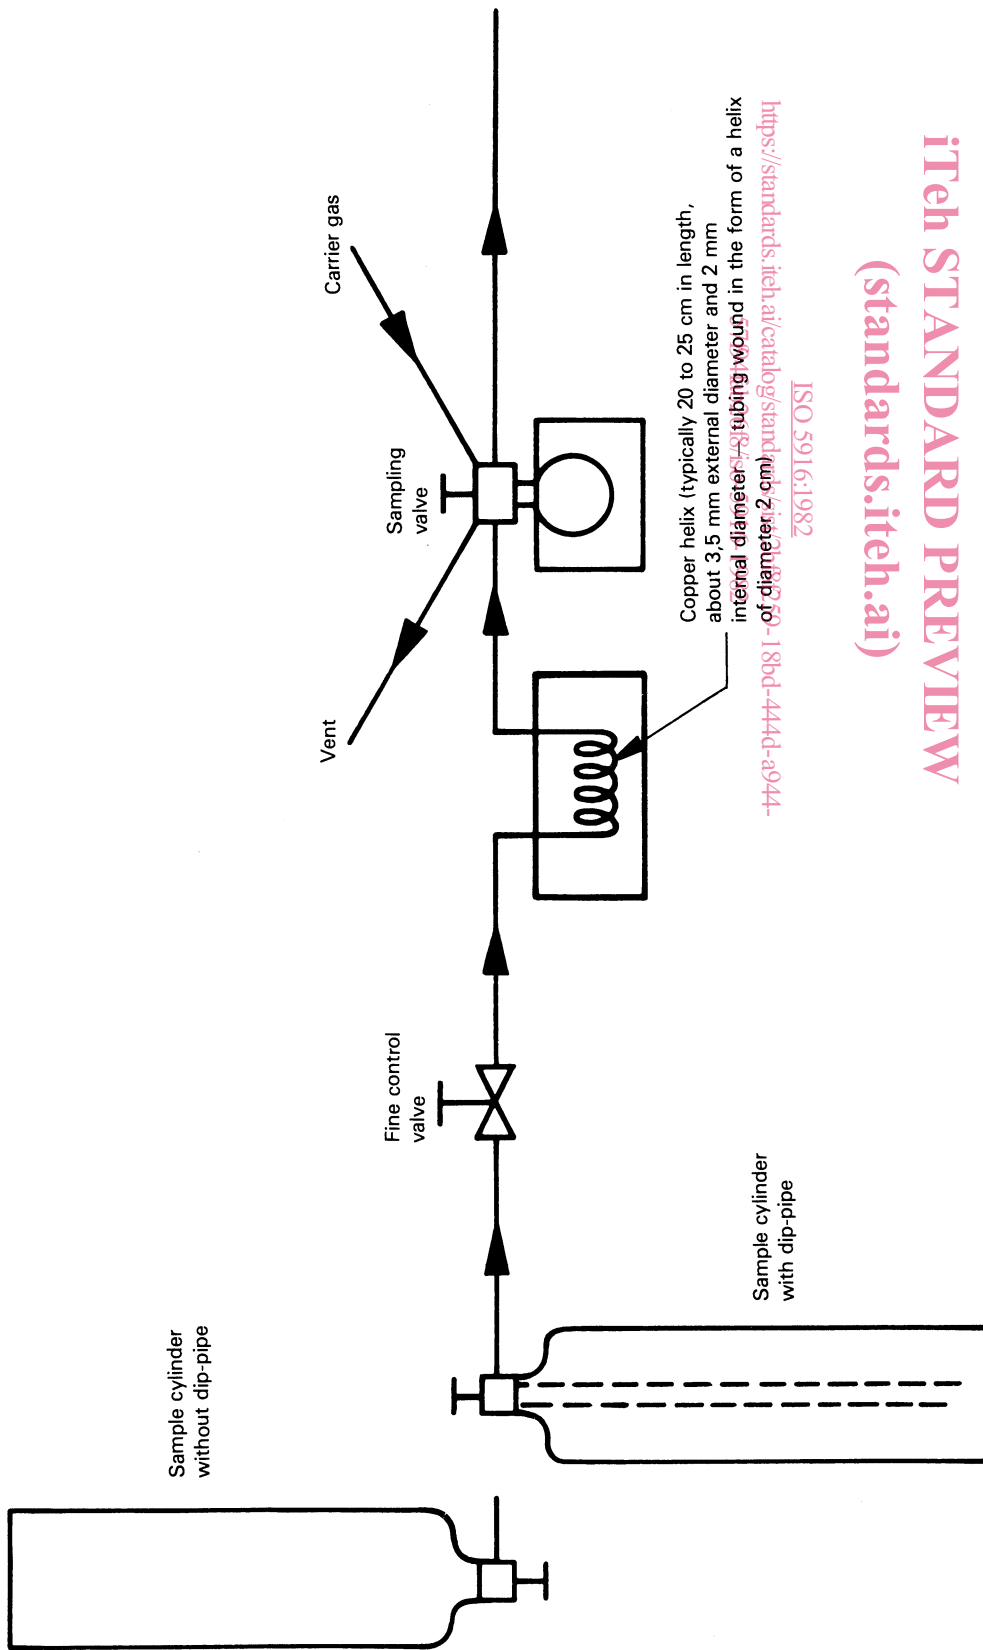 Sample cylinder
without dip-pipe
Sample cylinder
with dip-pipe
Fine control
valve
Vent
Sampling
valve
Carrier gas
Copper helix (typically 20 to 25 cm in length,
about 3,5 mm external diameter and 2 mm
internal diameter — tubing wound in the form of a helix
of diameter 2 cm)
iTeh STANDARD PREVIEW
(standards.iteh.ai)
ISO 5916:1982